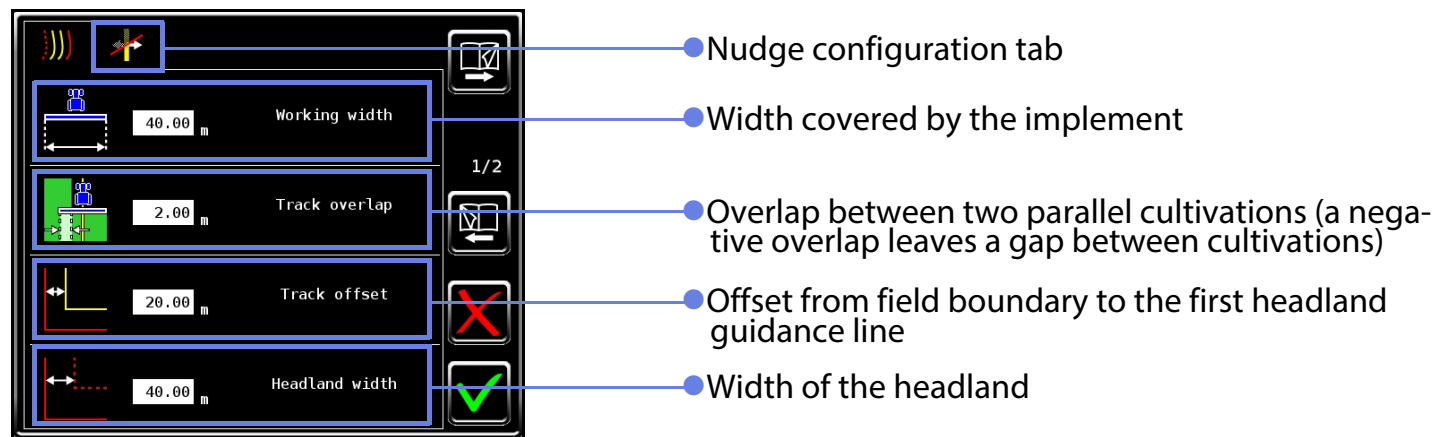 Nudge configuration tab
40.00 m Working width
Width covered by the implement
1/2
2.00 m Track overlap
Overlap between two parallel cultivations (a nega-
tive overlap leaves a gap between cultivations)
20.00 m Track offset
Offset from field boundary to the first headland
guidance line
40.00 m Headland width
Width of the headland